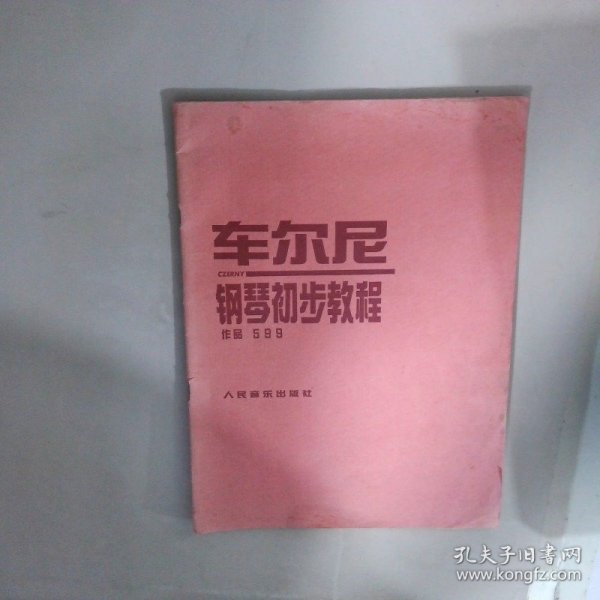 车尔尼
CZERNY
钢琴初步教程
作品 599
人民音乐出版社
孔夫子旧书网
www.kongfz.com